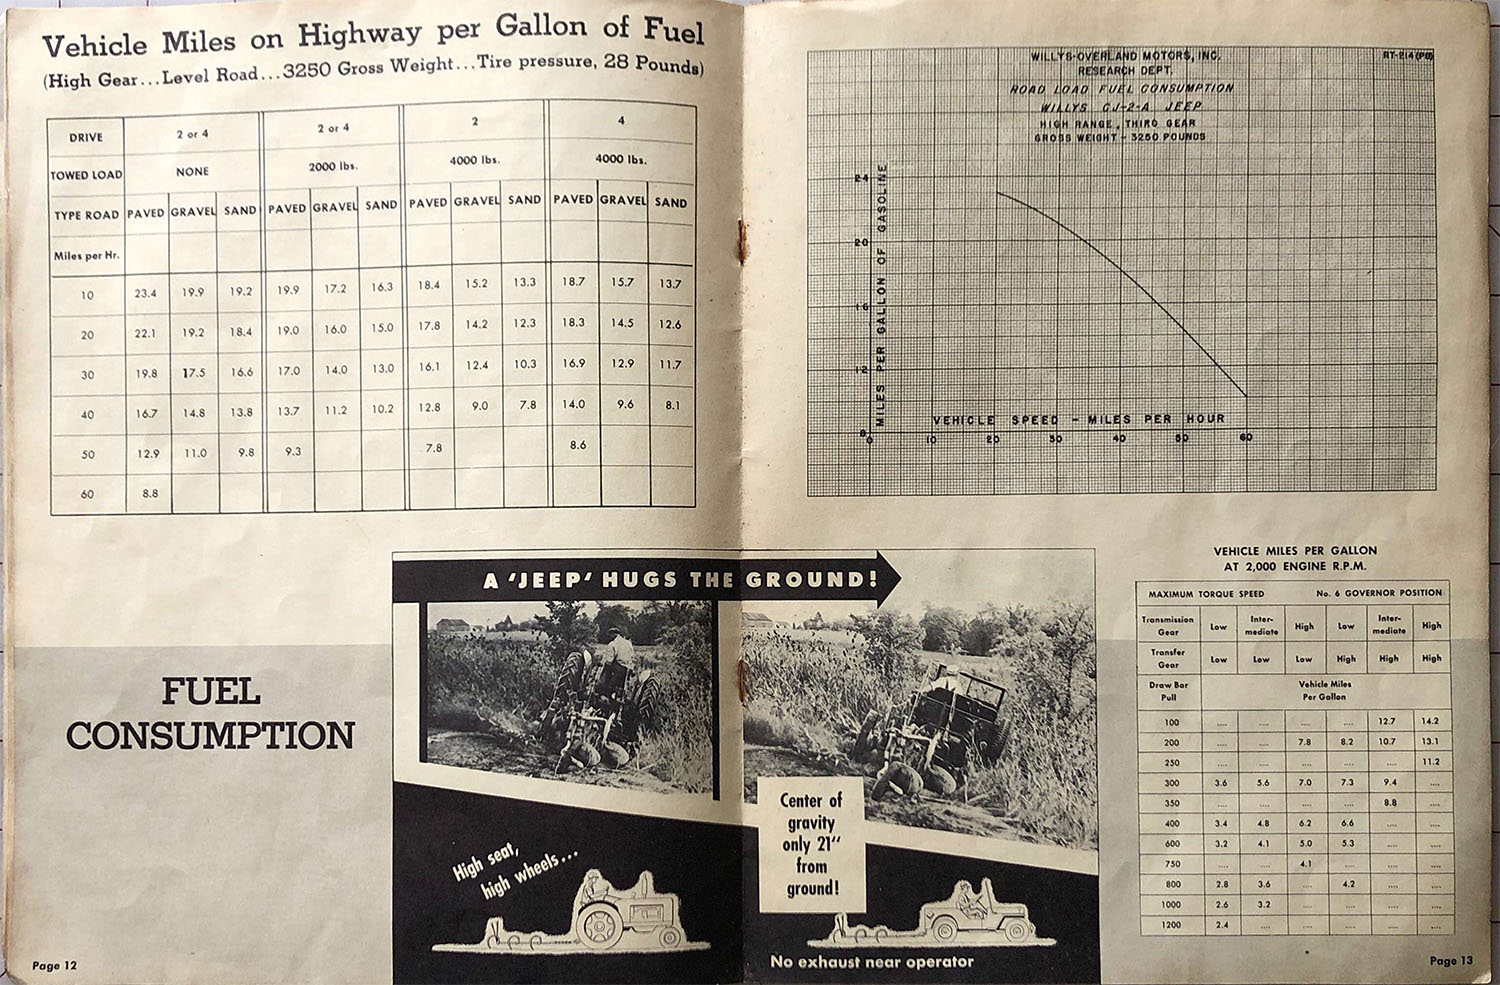 Vehicle Miles on Highway per Gallon of Fuel
(High Gear...Level Road...3250 Gross Weight...Tire pressure, 28 Pounds)
DRIVE 2 or 4 2 or 4 2 4
TOWED LOAD NONE 2000 lbs. 4000 lbs. 4000 lbs.
TYPE ROAD PAVED GRAVEL SAND PAVED GRAVEL SAND PAVED GRAVEL SAND PAVED GRAVEL SAND
Miles per Hr.
10 23.4 19.9 19.2 19.9 17.2 16.3 18.4 15.2 13.3 18.7 15.7 13.7
20 22.1 19.2 18.4 19.0 16.0 15.0 17.8 14.2 12.3 18.3 14.5 12.6
30 19.8 17.5 16.6 17.0 14.0 13.0 16.1 12.4 10.3 16.9 12.9 11.7
40 16.7 14.8 13.8 13.7 11.2 10.2 12.8 9.0 7.8 14.0 9.6 8.1
50 12.9 11.0 9.8 9.3 7.8 8.6
60 8.8
FUEL
CONSUMPTION
Page 12
WILLYS-OVERLAND MOTORS, INC.
RT-214(PB)
RESEARCH DEPT.
ROAD LOAD FUEL CONSUMPTION
WILLYS CJ-2-A JEEP
HIGH RANGE, THIRD GEAR
GROSS WEIGHT - 3250 POUNDS
MILES PER GALLON OF GASOLINE
24
20
16
12
8
VEHICLE SPEED - MILES PER HOUR
0 10 20 30 40 50 60
A 'JEEP' HUGS THE GROUND!
High seat,
high wheels...
Center of
gravity
only 21"
from
ground!
No exhaust near operator
VEHICLE MILES PER GALLON
AT 2,000 ENGINE R.P.M.
MAXIMUM TORQUE SPEED No. 6 GOVERNOR POSITION
Transmission
Gear Low Inter-
mediate High Low Inter-
mediate High
Transfer
Gear Low Low Low High High High
Draw Bar
Pull Vehicle Miles
Per Gallon
100 .... .... .... .... 12.7 14.2
200 .... .... 7.8 8.2 10.7 13.1
250 .... .... .... .... .... 11.2
300 3.6 5.6 7.0 7.3 9.4 ....
350 .... .... .... .... 8.8 ....
400 3.4 4.8 6.2 6.6 .... ....
600 3.2 4.1 5.0 5.3 .... ....
750 .... .... 4.1 .... .... ....
800 2.8 3.6 .... 4.2 .... ....
1000 2.6 3.2 .... .... .... ....
1200 2.4 .... .... .... .... ....
Page 13